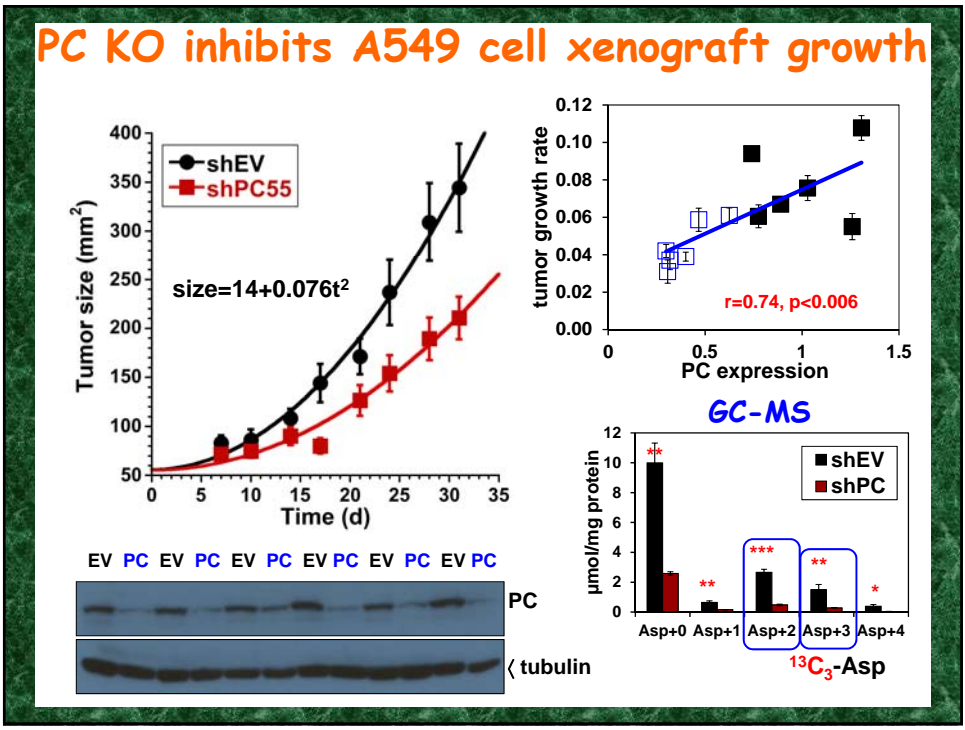 PC KO inhibits A549 cell xenograft growth
Tumor size (mm²)
400
350
300
250
200
150
100
50
shEV
shPC55
size=14+0.076t²
0 5 10 15 20 25 30 35
Time (d)
tumor growth rate
0.12
0.10
0.08
0.06
0.04
0.02
0.00
r=0.74, p<0.006
0 0.5 1 1.5
PC expression
GC-MS
µmol/mg protein
12
10
8
6
4
2
0
shEV
shPC
** ** *** ** *
Asp+0 Asp+1 Asp+2 Asp+3 Asp+4
¹³C₃-Asp
EV PC EV PC EV PC EV PC EV PC EV PC
PC
⟨ tubulin